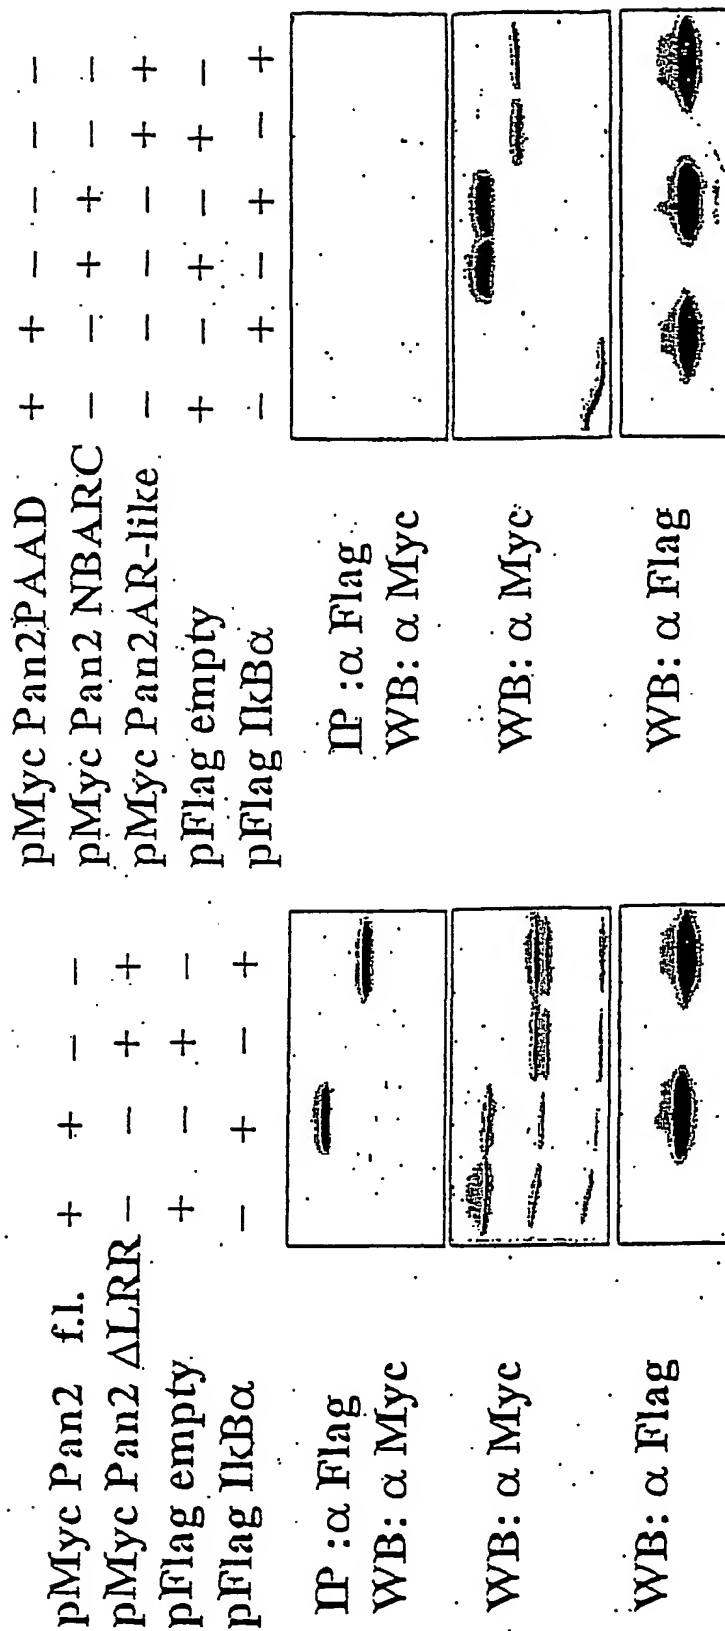 pMyc Pan2 f.l. + + − −
pMyc Pan2 ΔLRR − − + +
pFlag empty + − + −
pFlag IkBα − + − +
IP :α Flag
WB: α Myc
WB: α Myc
WB: α Flag
pMyc Pan2PAAD + + − − − −
pMyc Pan2 NBARC − − + + − −
pMyc Pan2AR-like − − − − + +
pFlag empty + − + − + −
pFlag IkBα − + − + − +
IP :α Flag
WB: α Myc
WB: α Myc
WB: α Flag